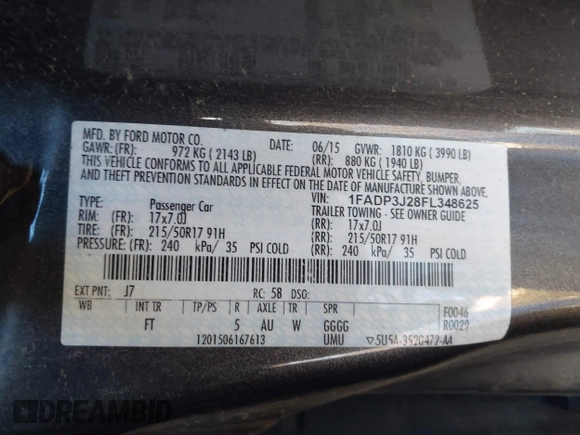 MFD. BY FORD MOTOR CO. DATE: 06/15 GVWR: 1810 KG ( 3990 LB)
GAWR: (FR): 972 KG ( 2143 LB) (RR): 880 KG ( 1940 LB)
THIS VEHICLE CONFORMS TO ALL APPLICABLE FEDERAL MOTOR VEHICLE SAFETY, BUMPER,
AND THEFT PREVENTION STANDARDS IN EFFECT ON THE DATE OF MANUFACTURE SHOWN ABOVE.
VIN: 1FADP3J28FL348625
TYPE: Passenger Car TRAILER TOWING - SEE OWNER GUIDE
RIM: (FR): 17x7.0J (RR): 17x7.0J
TIRE: (FR): 215/50R17 91H (RR): 215/50R17 91H
PRESSURE: (FR): 240 kPa/ 35 PSI COLD (RR): 240 kPa/ 35 PSI COLD
EXT PNT: J7 RC: 58 DSO:
WB INT TR TP/PS R AXLE TR SPR F0046
FT 5 AU W GGGG R0029
1201506167613 UMU ▽5U5A-3520472-AA
DREAMBID